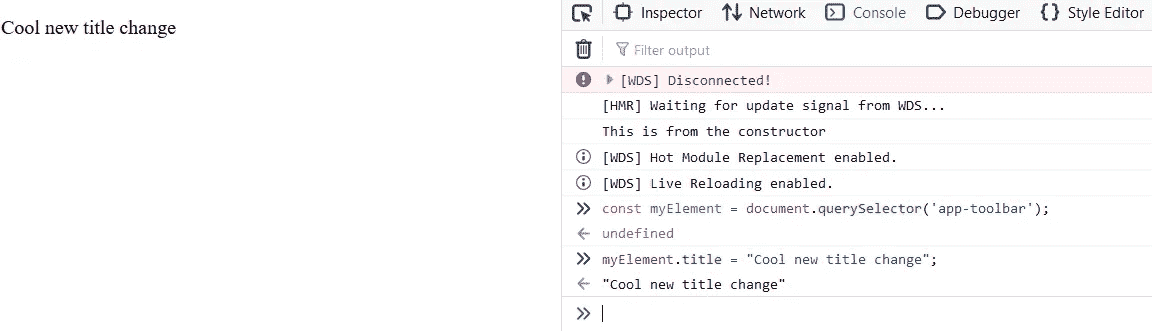 Cool new title change
Inspector Network Console Debugger Style Editor
Filter output
[WDS] Disconnected!
[HMR] Waiting for update signal from WDS...
This is from the constructor
[WDS] Hot Module Replacement enabled.
[WDS] Live Reloading enabled.
const myElement = document.querySelector('app-toolbar');
undefined
myElement.title = "Cool new title change";
"Cool new title change"